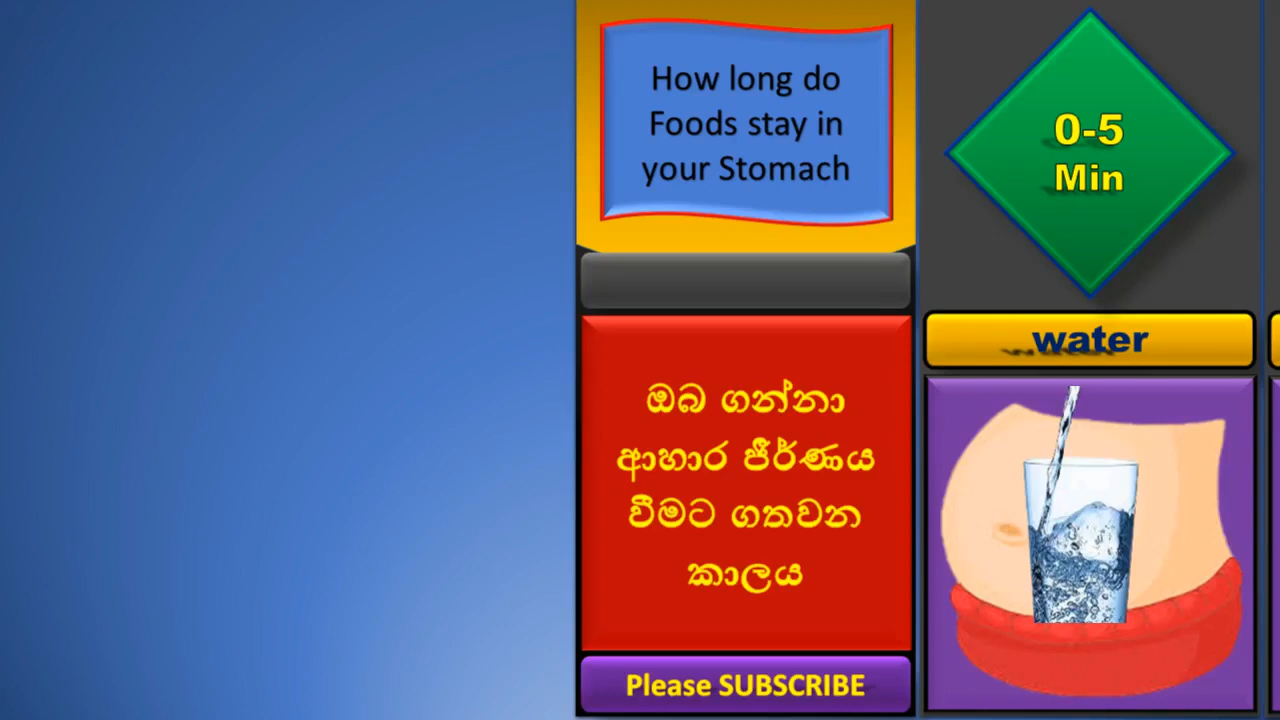 How long do
Foods stay in
your Stomach
ඔබ ගන්නා
ආහාර ජීර්ණය
වීමට ගතවන
කාලය
Please SUBSCRIBE
0-5
Min
water